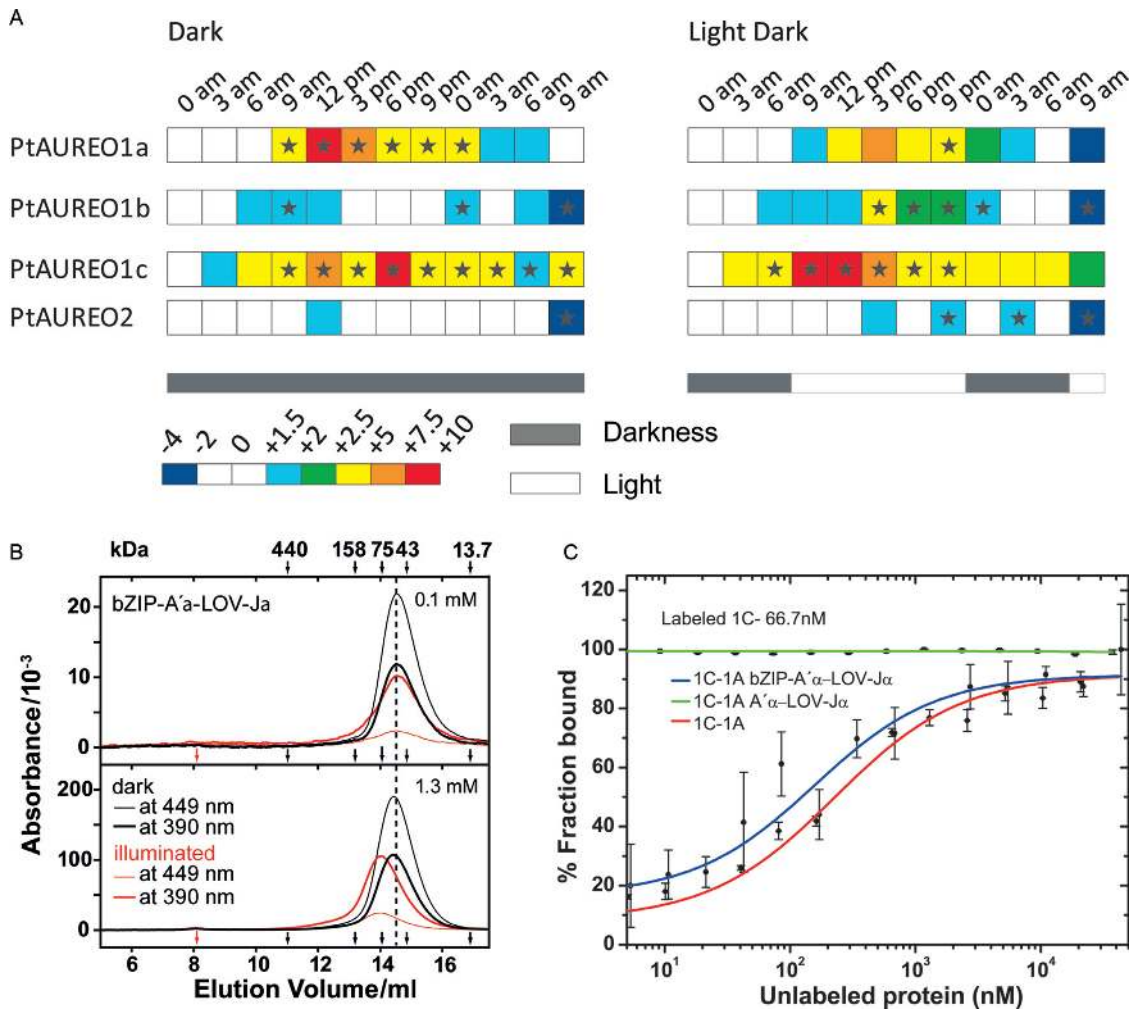 A
Dark
Light Dark
0 am 3 am 6 am 9 am 12 pm 3 pm 6 pm 9 pm 0 am 3 am 6 am 9 am
0 am 3 am 6 am 9 am 12 pm 3 pm 6 pm 9 pm 0 am 3 am 6 am 9 am
PtAUREO1a
PtAUREO1b
PtAUREO1c
PtAUREO2
-4 -2 0 +1.5 +2 +2.5 +5 +7.5 +10
Darkness
Light
B
kDa 440 158 75 43 13.7
bZIP-A´a-LOV-Ja
0.1 mM
20
10
0
dark
at 449 nm
at 390 nm
illuminated
at 449 nm
at 390 nm
1.3 mM
200
100
0
Absorbance/10⁻³
6 8 10 12 14 16
Elution Volume/ml
C
120
100
80
60
40
20
0
% Fraction bound
Labeled 1C- 66.7nM
1C-1A bZIP-A´α–LOV-Jα
1C-1A A´α–LOV-Jα
1C-1A
10¹ 10² 10³ 10⁴
Unlabeled protein (nM)